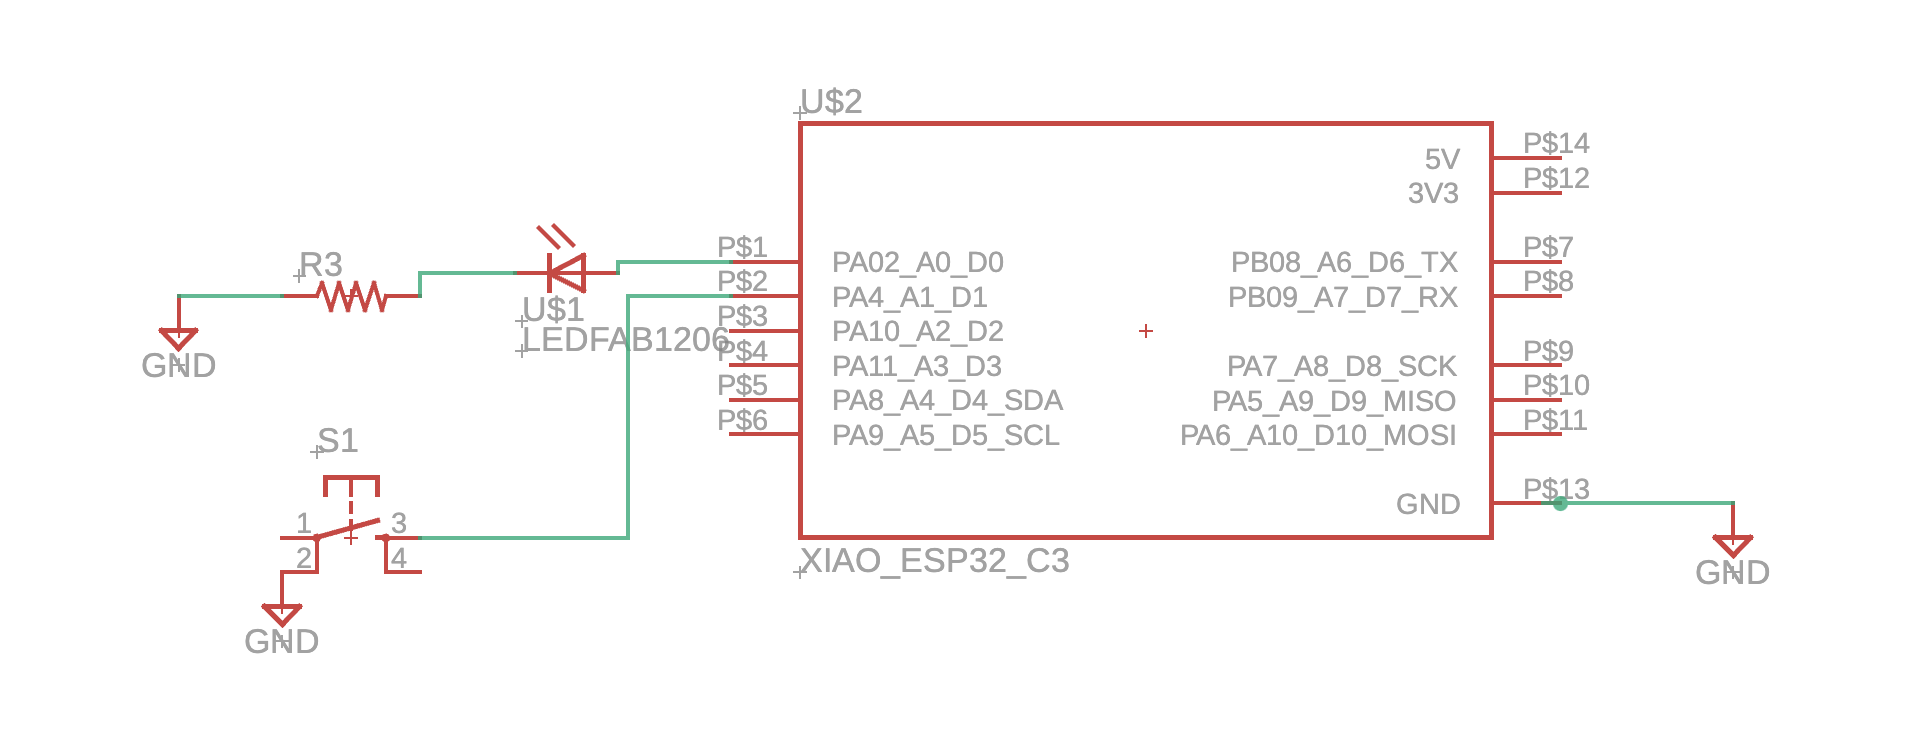 U$2
P$14
5V
P$12
3V3
R3
P$1
PA02_A0_D0
PB08_A6_D6_TX
P$7
P$2
PA4_A1_D1
PB09_A7_D7_RX
P$8
U$1
LEDFAB1206
P$3
PA10_A2_D2
GND
P$4
PA11_A3_D3
PA7_A8_D8_SCK
P$9
P$5
PA8_A4_D4_SDA
PA5_A9_D9_MISO
P$10
P$6
PA9_A5_D5_SCL
PA6_A10_D10_MOSI
P$11
S1
GND
P$13
1
3
2
4
XIAO_ESP32_C3
GND
GND